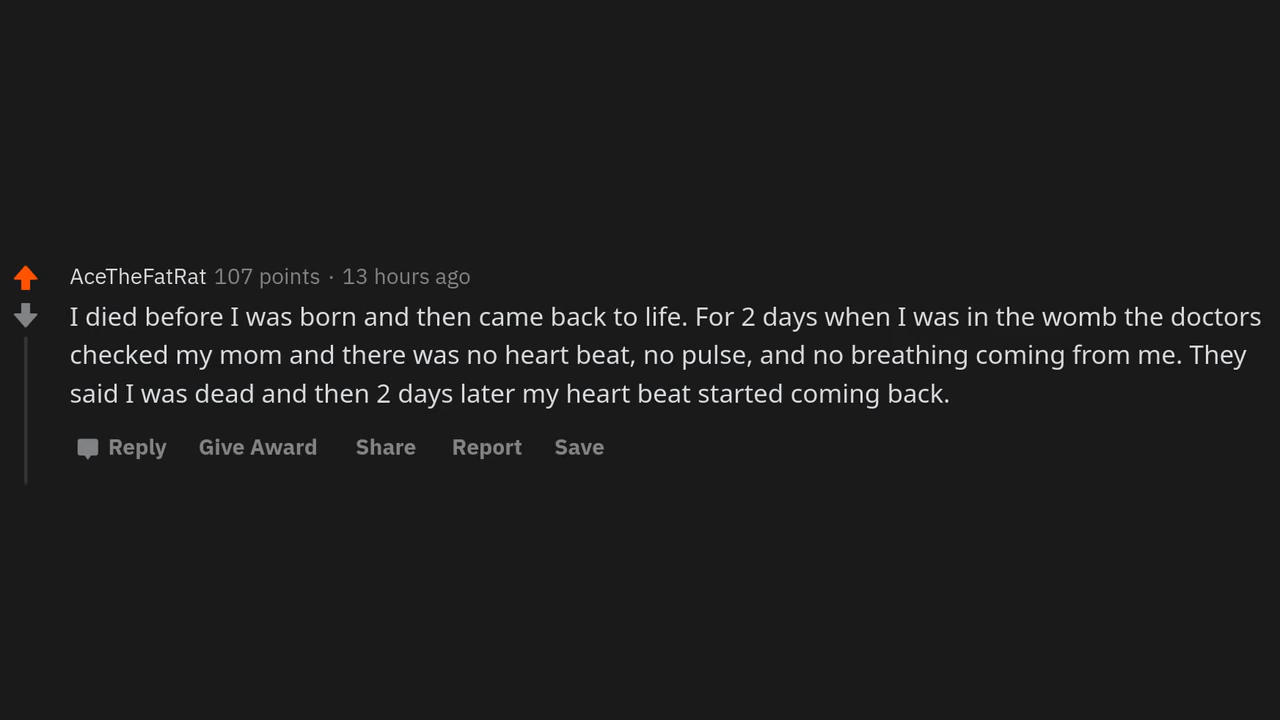 AceTheFatRat 107 points · 13 hours ago
I died before I was born and then came back to life. For 2 days when I was in the womb the doctors
checked my mom and there was no heart beat, no pulse, and no breathing coming from me. They
said I was dead and then 2 days later my heart beat started coming back.
Reply Give Award Share Report Save